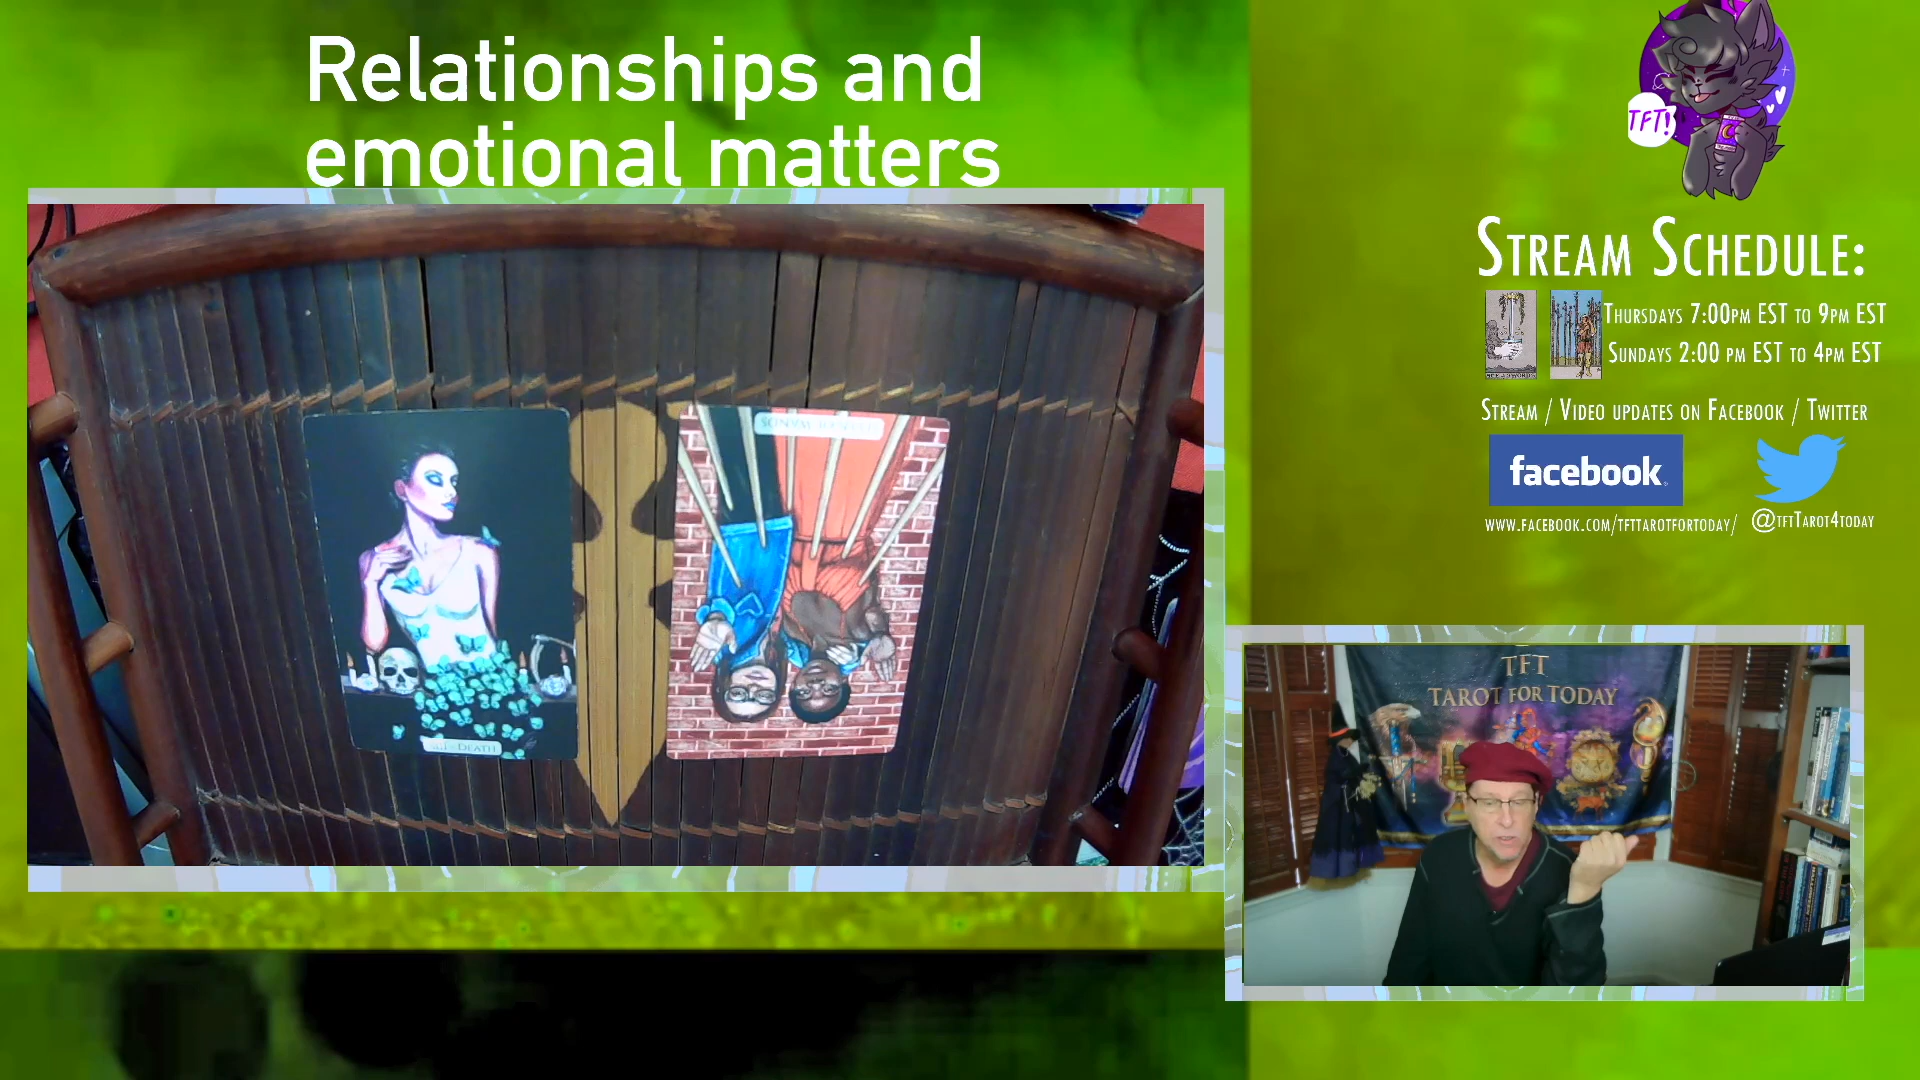 Relationships and
emotional matters
TFT!
STREAM SCHEDULE:
THURSDAYS 7:00PM EST TO 9PM EST
SUNDAYS 2:00 PM EST TO 4PM EST
STREAM / VIDEO UPDATES ON FACEBOOK / TWITTER
facebook
WWW.FACEBOOK.COM/TFTTAROTFORTODAY/
@TFTTAROT4TODAY
DEATH
TFT
TAROT FOR TODAY